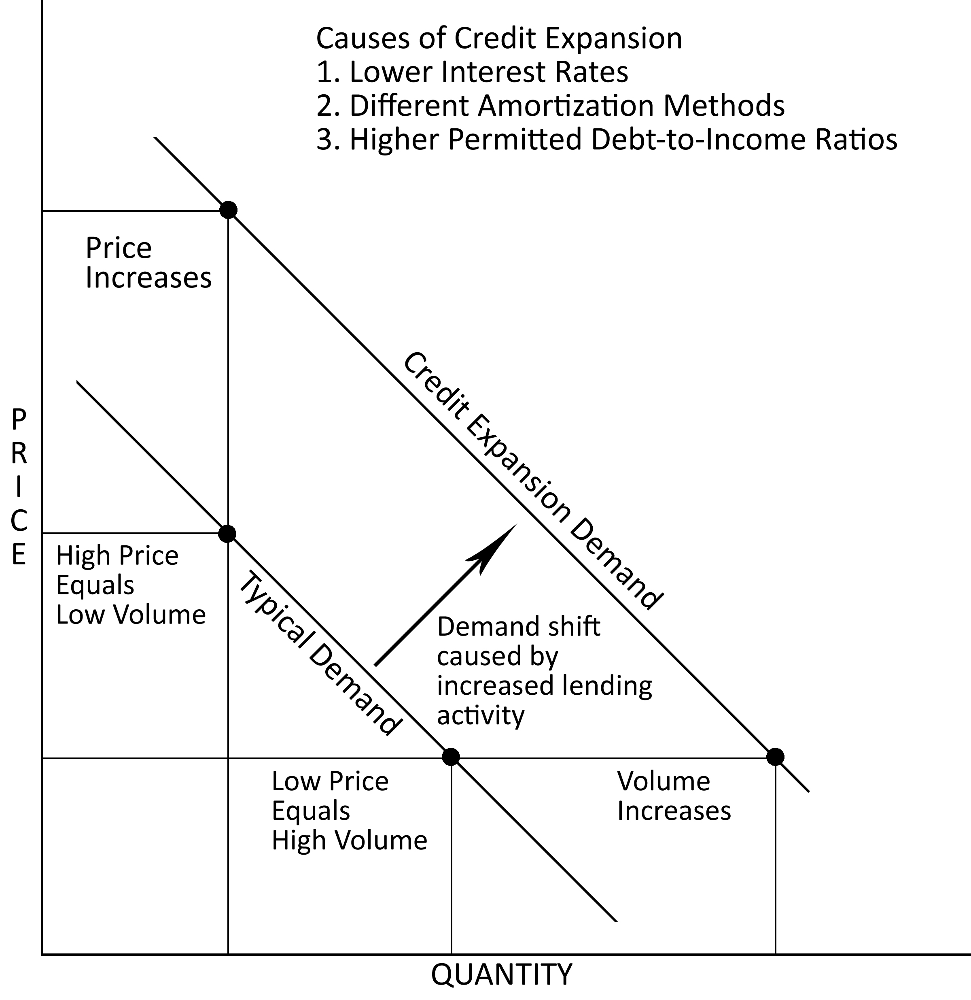 Causes of Credit Expansion
1. Lower Interest Rates
2. Different Amortization Methods
3. Higher Permitted Debt-to-Income Ratios
Price
Increases
Credit Expansion Demand
PRICE
High Price
Equals
Low Volume
Typical Demand
Demand shift
caused by
increased lending
activity
Low Price
Equals
High Volume
Volume
Increases
QUANTITY